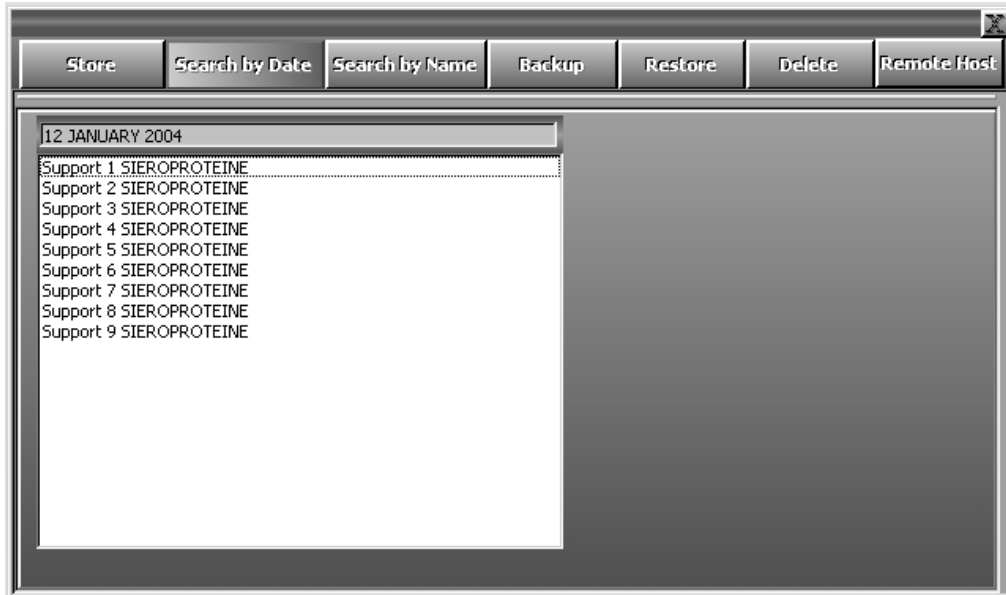 X
Store Search by Date Search by Name Backup Restore Delete Remote Host
12 JANUARY 2004
Support 1 SIEROPROTEINE
Support 2 SIEROPROTEINE
Support 3 SIEROPROTEINE
Support 4 SIEROPROTEINE
Support 5 SIEROPROTEINE
Support 6 SIEROPROTEINE
Support 7 SIEROPROTEINE
Support 8 SIEROPROTEINE
Support 9 SIEROPROTEINE